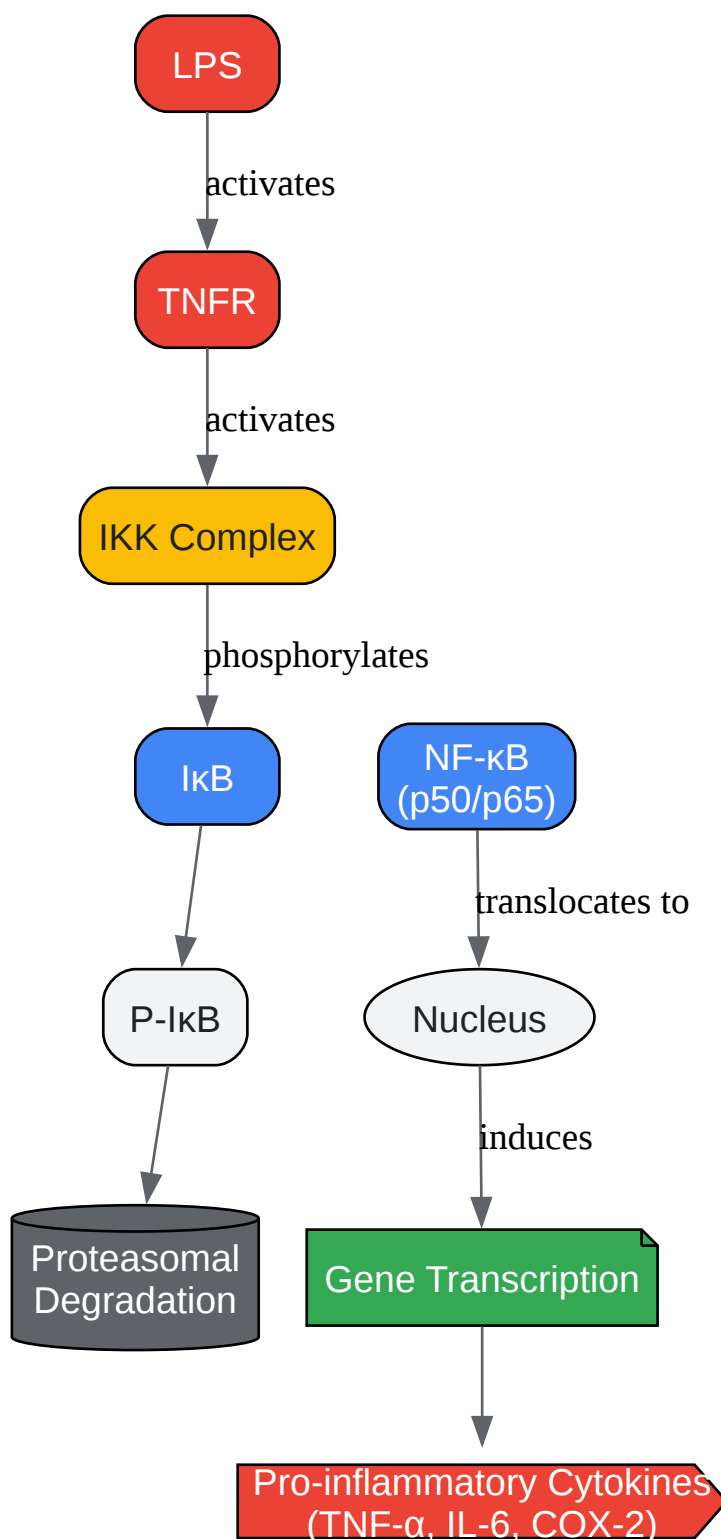 LPS
activates
TNFR
activates
IKK Complex
phosphorylates
IκB
NF-κB
(p50/p65)
translocates to
P-IκB
Nucleus
induces
Proteasomal
Degradation
Gene Transcription
Pro-inflammatory Cytokines
(TNF-α, IL-6, COX-2)